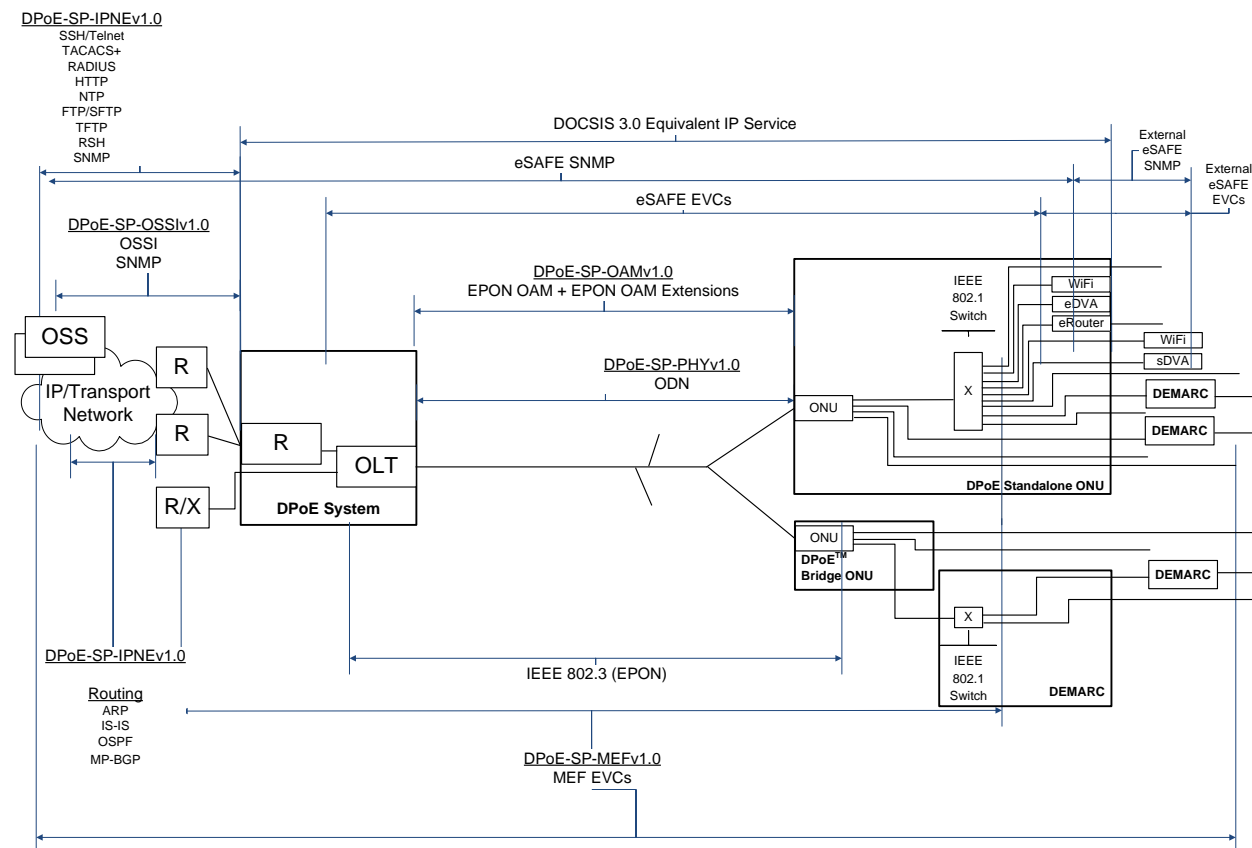 DPoE-SP-IPNEv1.0
SSH/Telnet
TACACS+
RADIUS
HTTP
NTP
FTP/SFTP
TFTP
RSH
SNMP
DOCSIS 3.0 Equivalent IP Service
eSAFE SNMP
External
eSAFE
SNMP
External
eSAFE
EVCs
eSAFE EVCs
DPoE-SP-OSSIv1.0
OSSI
SNMP
DPoE-SP-OAMv1.0
EPON OAM + EPON OAM Extensions
DPoE-SP-PHYv1.0
ODN
OSS
IP/Transport
Network
R
R
R/X
R
OLT
DPoE System
IEEE
802.1
Switch
X
WiFi
eDVA
eRouter
WiFi
sDVA
DEMARC
DEMARC
ONU
DPoE Standalone ONU
ONU
DPoE™
Bridge ONU
DEMARC
X
IEEE
802.1
Switch
DEMARC
IEEE 802.3 (EPON)
DPoE-SP-IPNEv1.0
Routing
ARP
IS-IS
OSPF
MP-BGP
DPoE-SP-MEFv1.0
MEF EVCs